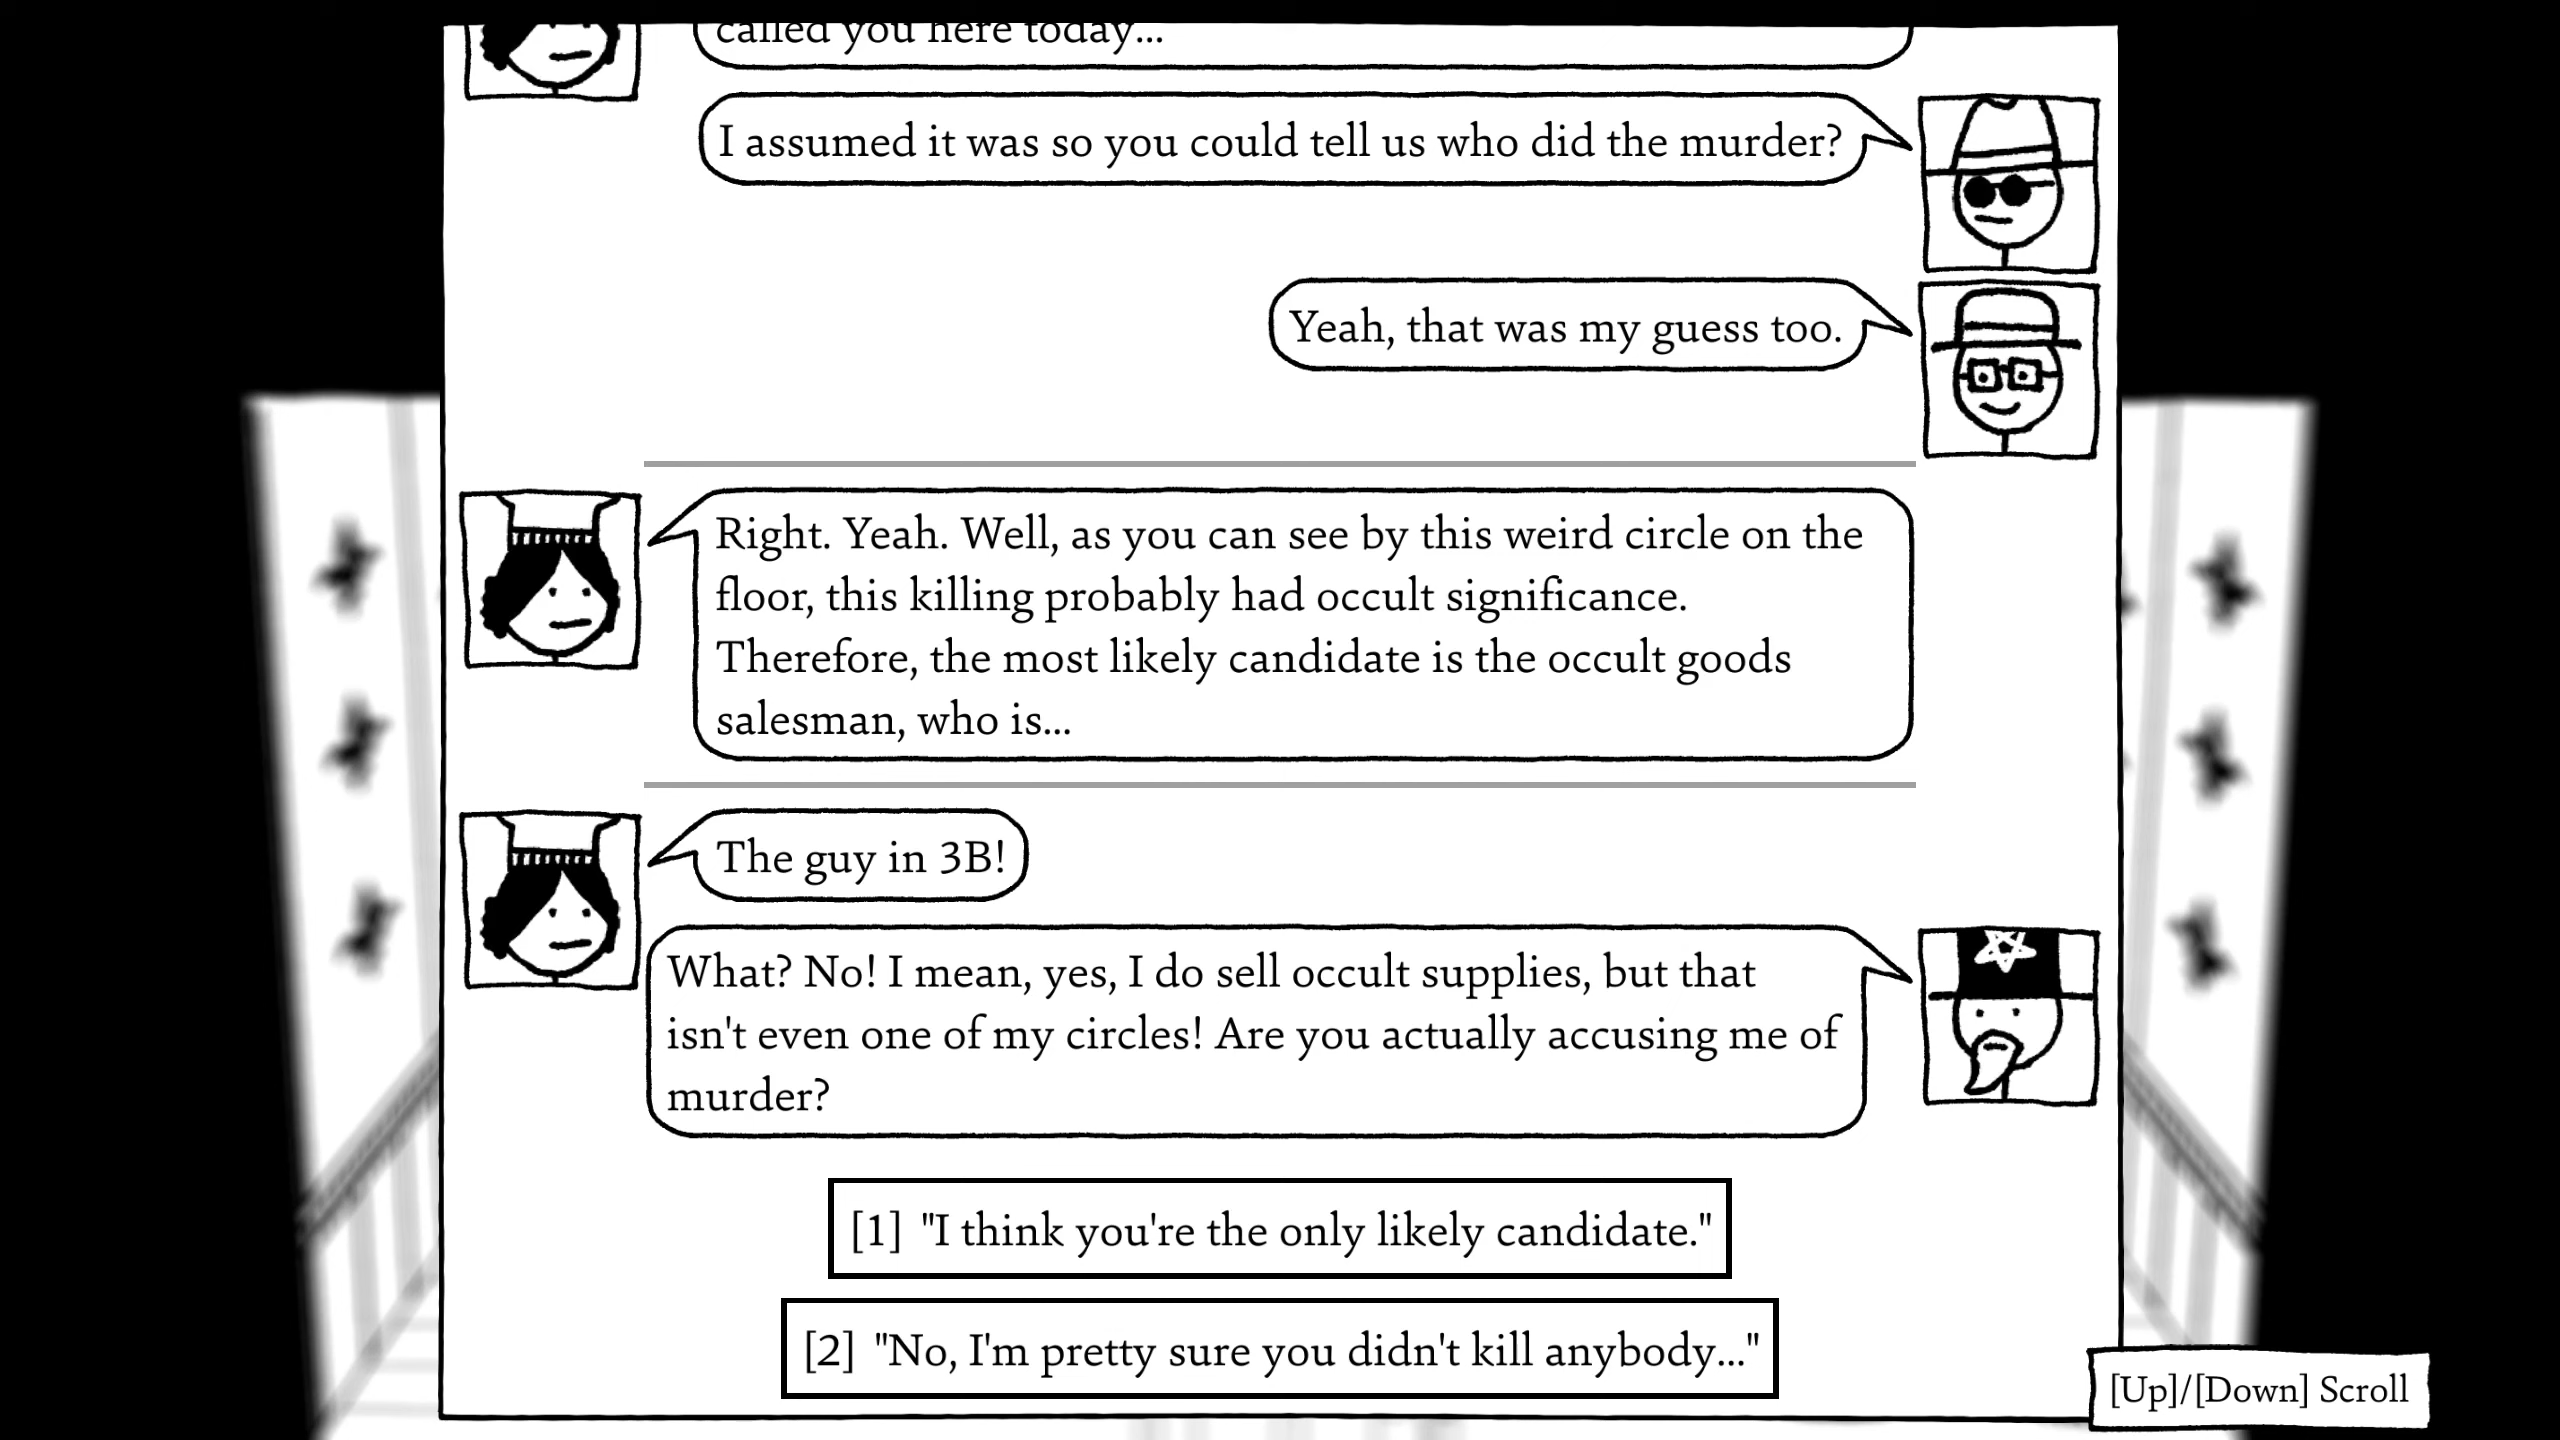 called you here today...
I assumed it was so you could tell us who did the murder?
Yeah, that was my guess too.
Right. Yeah. Well, as you can see by this weird circle on the
floor, this killing probably had occult significance.
Therefore, the most likely candidate is the occult goods
salesman, who is...
The guy in 3B!
What? No! I mean, yes, I do sell occult supplies, but that
isn't even one of my circles! Are you actually accusing me of
murder?
[1] "I think you're the only likely candidate."
[2] "No, I'm pretty sure you didn't kill anybody..."
[Up]/[Down] Scroll